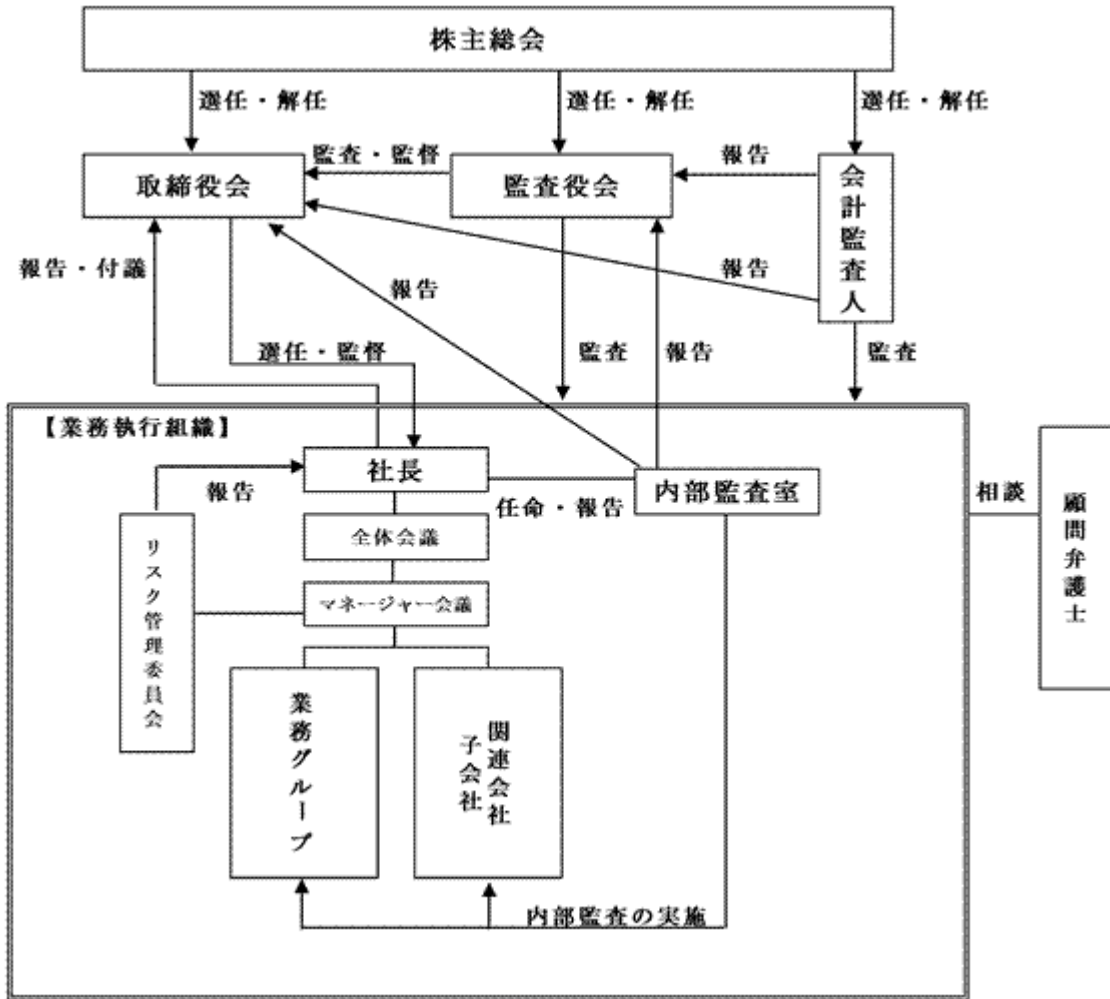 株主総会
選任・解任
選任・解任
選任・解任
取締役会
監査・監督
監査役会
報告
会計監査人
報告・付議
報告
報告
選任・監督
監査
報告
監査
【業務執行組織】
社長
報告
任命・報告
内部監査室
相談
顧問弁護士
全体会議
リスク管理委員会
マネージャー会議
業務グループ
関連会社
子会社
内部監査の実施